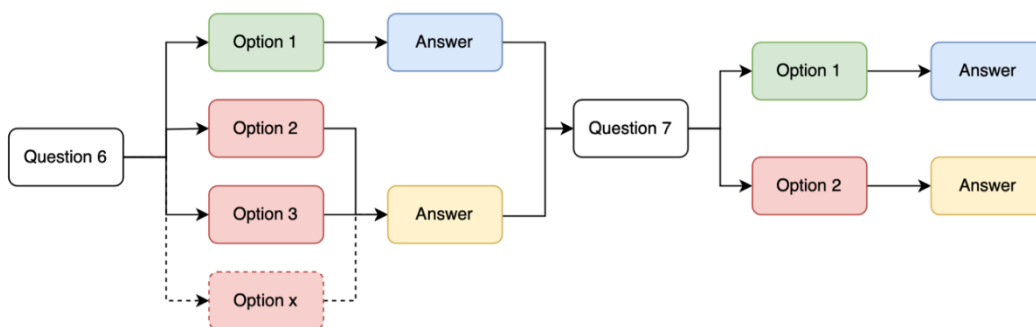 Option 1
Answer
Option 1
Answer
Option 2
Question 6
Question 7
Option 3
Answer
Option 2
Answer
Option x